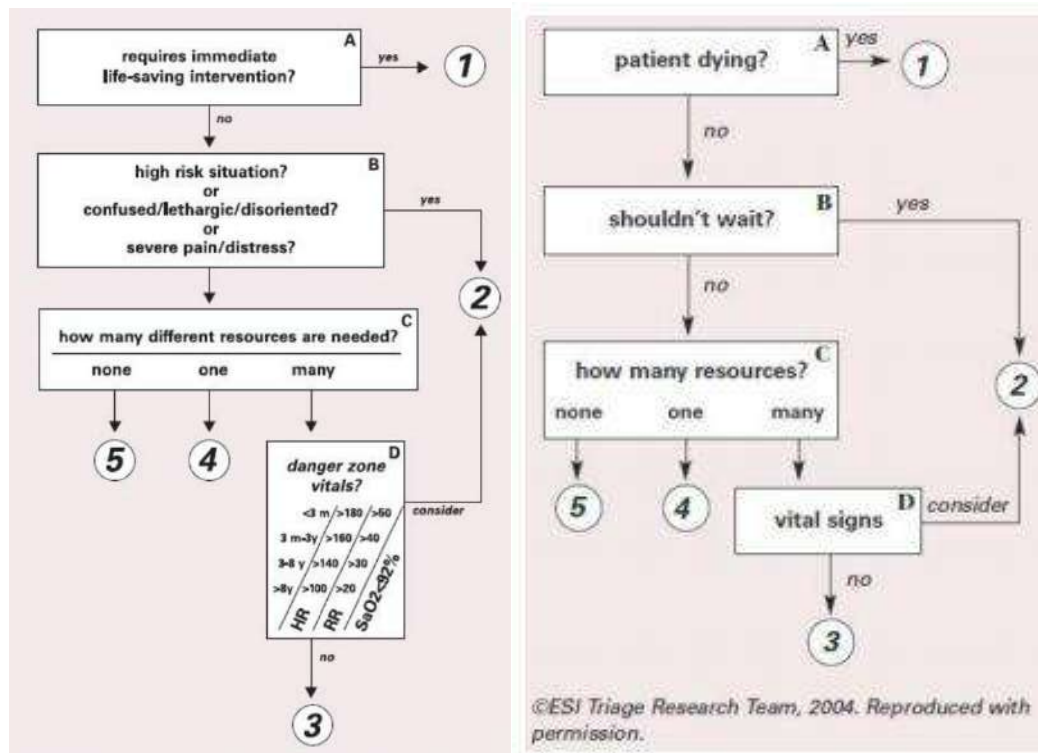 A
requires immediate
life-saving intervention?
yes
1
no
B
high risk situation?
or
confused/lethargic/disoriented?
or
severe pain/distress?
yes
2
C
how many different resources are needed?
none one many
5 4
D
danger zone
vitals?
<3 m >180 >50
3 m-3y >160 >40
3-8 y >140 >30
>8y >100 >20
HR RR SaO2<92%
consider
no
3
A
patient dying?
yes
1
no
B
shouldn't wait?
yes
no
C
how many resources?
none one many
2
5 4
D
vital signs
consider
no
3
©ESI Triage Research Team, 2004. Reproduced with
permission.